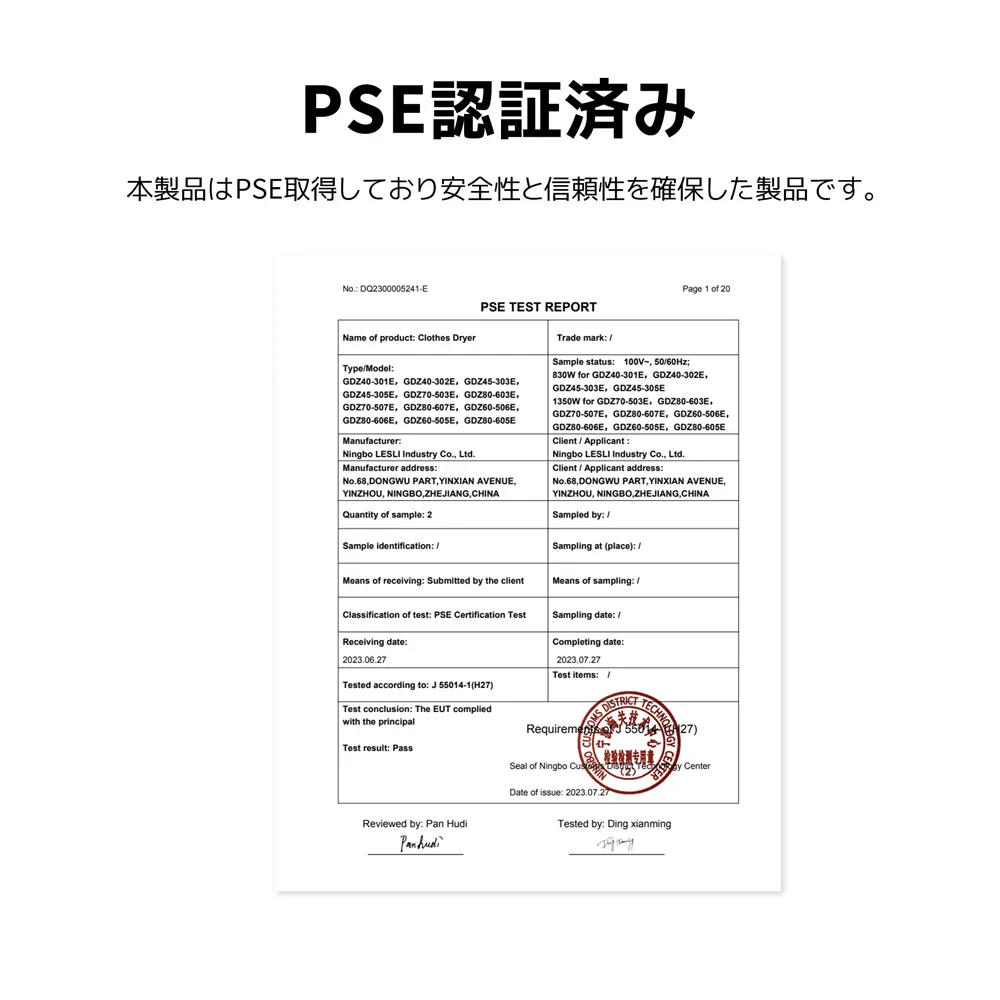 PSE認証済み
本製品はPSE取得しており安全性と信頼性を確保した製品です。
No.: DQ2300005241-E
Page 1 of 20
PSE TEST REPORT
Name of product: Clothes Dryer
Trade mark: /
Type/Model:
GDZ40-301E, GDZ40-302E, GDZ45-303E,
GDZ45-305E, GDZ70-503E, GDZ80-603E,
GDZ70-507E, GDZ80-607E, GDZ60-506E,
GDZ80-606E, GDZ60-505E, GDZ80-605E
Sample status: 100V~, 50/60Hz;
830W for GDZ40-301E, GDZ40-302E,
GDZ45-303E, GDZ45-305E
1350W for GDZ70-503E, GDZ80-603E,
GDZ70-507E, GDZ80-607E, GDZ60-506E,
GDZ80-606E, GDZ60-505E, GDZ80-605E
Manufacturer:
Ningbo LESLI Industry Co., Ltd.
Client / Applicant :
Ningbo LESLI Industry Co., Ltd.
Manufacturer address:
No.68,DONGWU PART,YINXIAN AVENUE,
YINZHOU, NINGBO,ZHEJIANG,CHINA
Client / Applicant address:
No.68,DONGWU PART,YINXIAN AVENUE,
YINZHOU, NINGBO,ZHEJIANG,CHINA
Quantity of sample: 2
Sampled by: /
Sample identification: /
Sampling at (place): /
Means of receiving: Submitted by the client
Means of sampling: /
Classification of test: PSE Certification Test
Sampling date: /
Receiving date:
2023.06.27
Completing date:
2023.07.27
Tested according to: J 55014-1(H27)
Test items: /
Test conclusion: The EUT complied
with the principal
Requirements of J 55014-1(H27)
Test result: Pass
Seal of Ningbo Customs District Technology Center
Date of issue: 2023.07.27
NINGBO CUSTOMS DISTRICT TECHNOLOGY CENTER
海关技术中心
检验检测专用章
(2)
Reviewed by: Pan Hudi
Pan hudi
Tested by: Ding xianming